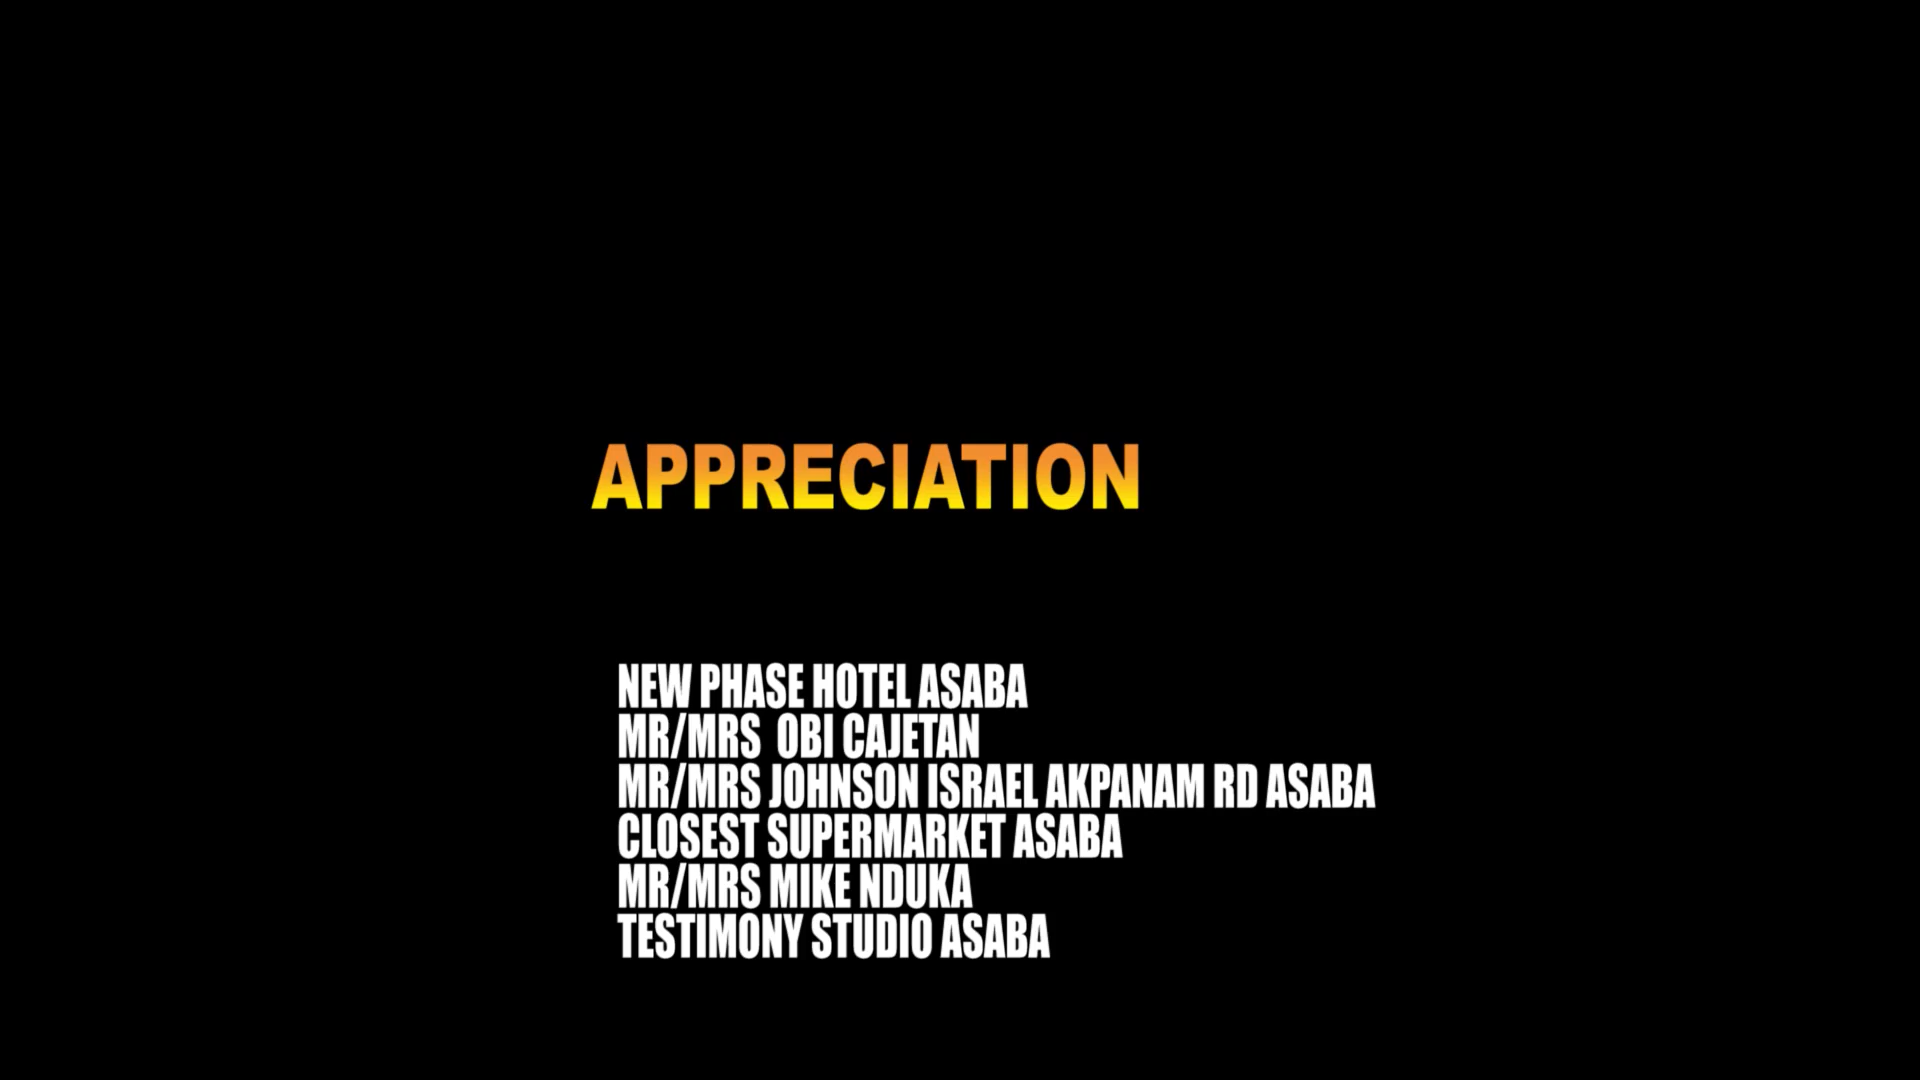 APPRECIATION
NEW PHASE HOTEL ASABA
MR/MRS  OBI CAJETAN
MR/MRS JOHNSON ISRAEL AKPANAM RD ASABA
CLOSEST SUPERMARKET ASABA
MR/MRS MIKE NDUKA
TESTIMONY STUDIO ASABA